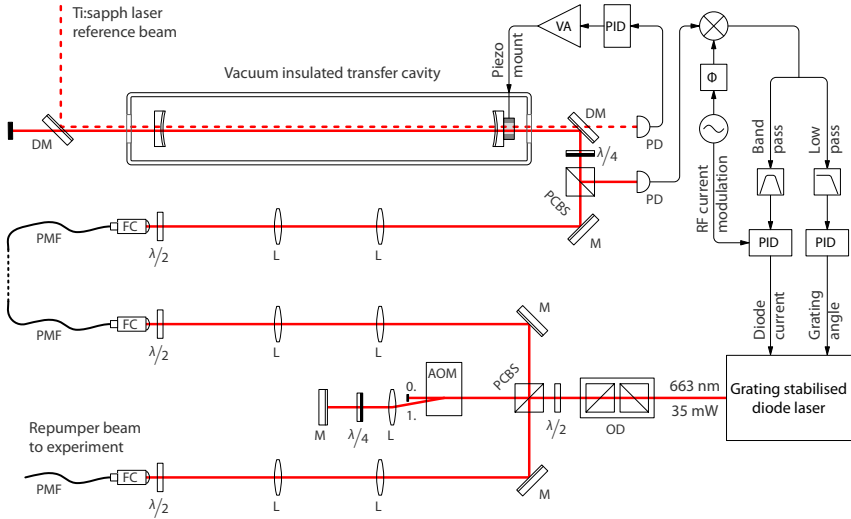 Ti:sapph laser
reference beam
Vacuum insulated transfer cavity
Piezo
mount
VA
PID
Φ
DM
DM
PD
λ/4
PCBS
PD
M
RF current
modulation
Band
pass
Low
pass
PID
PID
Diode
current
Grating
angle
PMF
FC
λ/2
L
L
PMF
FC
λ/2
L
L
M
PCBS
AOM
0.
1.
M
λ/4
L
λ/2
OD
663 nm
35 mW
Grating stabilised
diode laser
Repumper beam
to experiment
PMF
FC
λ/2
L
L
M